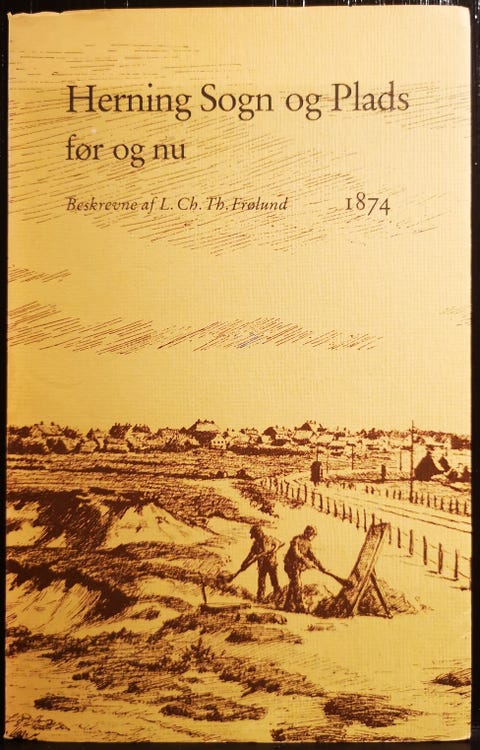 Herning Sogn og Plads
før og nu
Beskrevne af L. Ch. Th. Frølund 1874